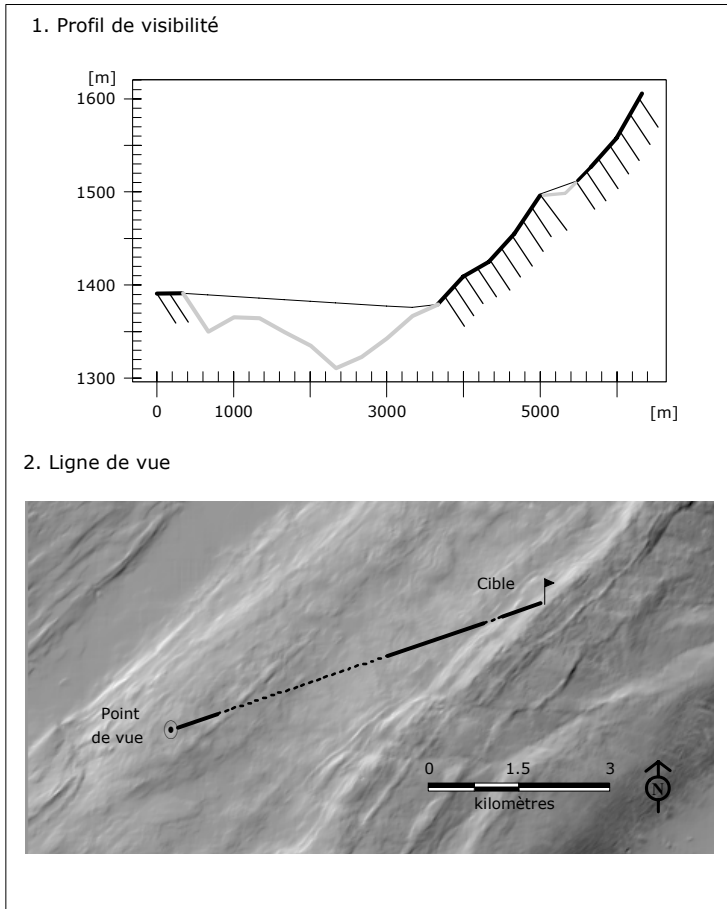 1. Profil de visibilité
[m]
1600
1500
1400
1300
0 1000 3000 5000 [m]
2. Ligne de vue
Cible
Point
de vue
0 1.5 3
kilomètres
N